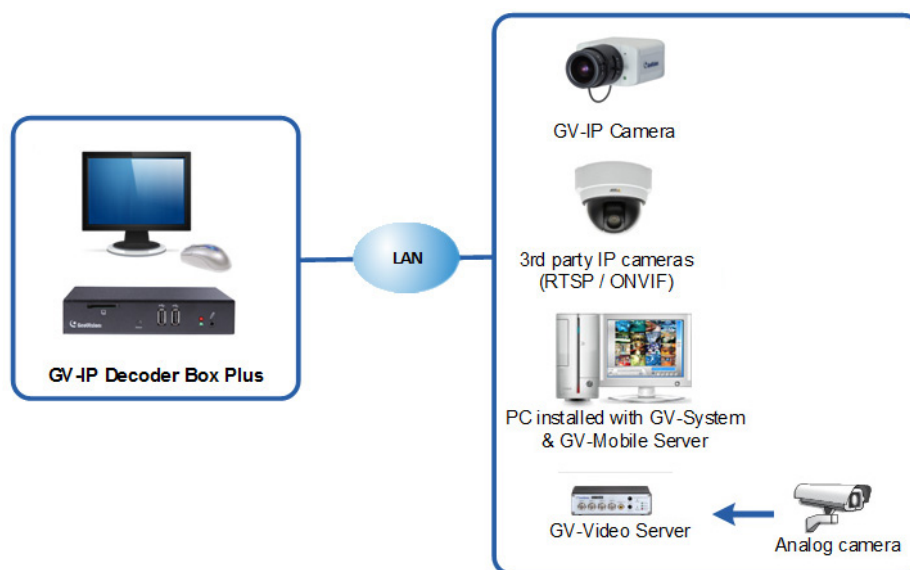 GV-IP Camera
3rd party IP cameras
(RTSP / ONVIF)
LAN
GeoVision
GV-IP Decoder Box Plus
PC installed with GV-System
& GV-Mobile Server
GV-Video Server
Analog camera